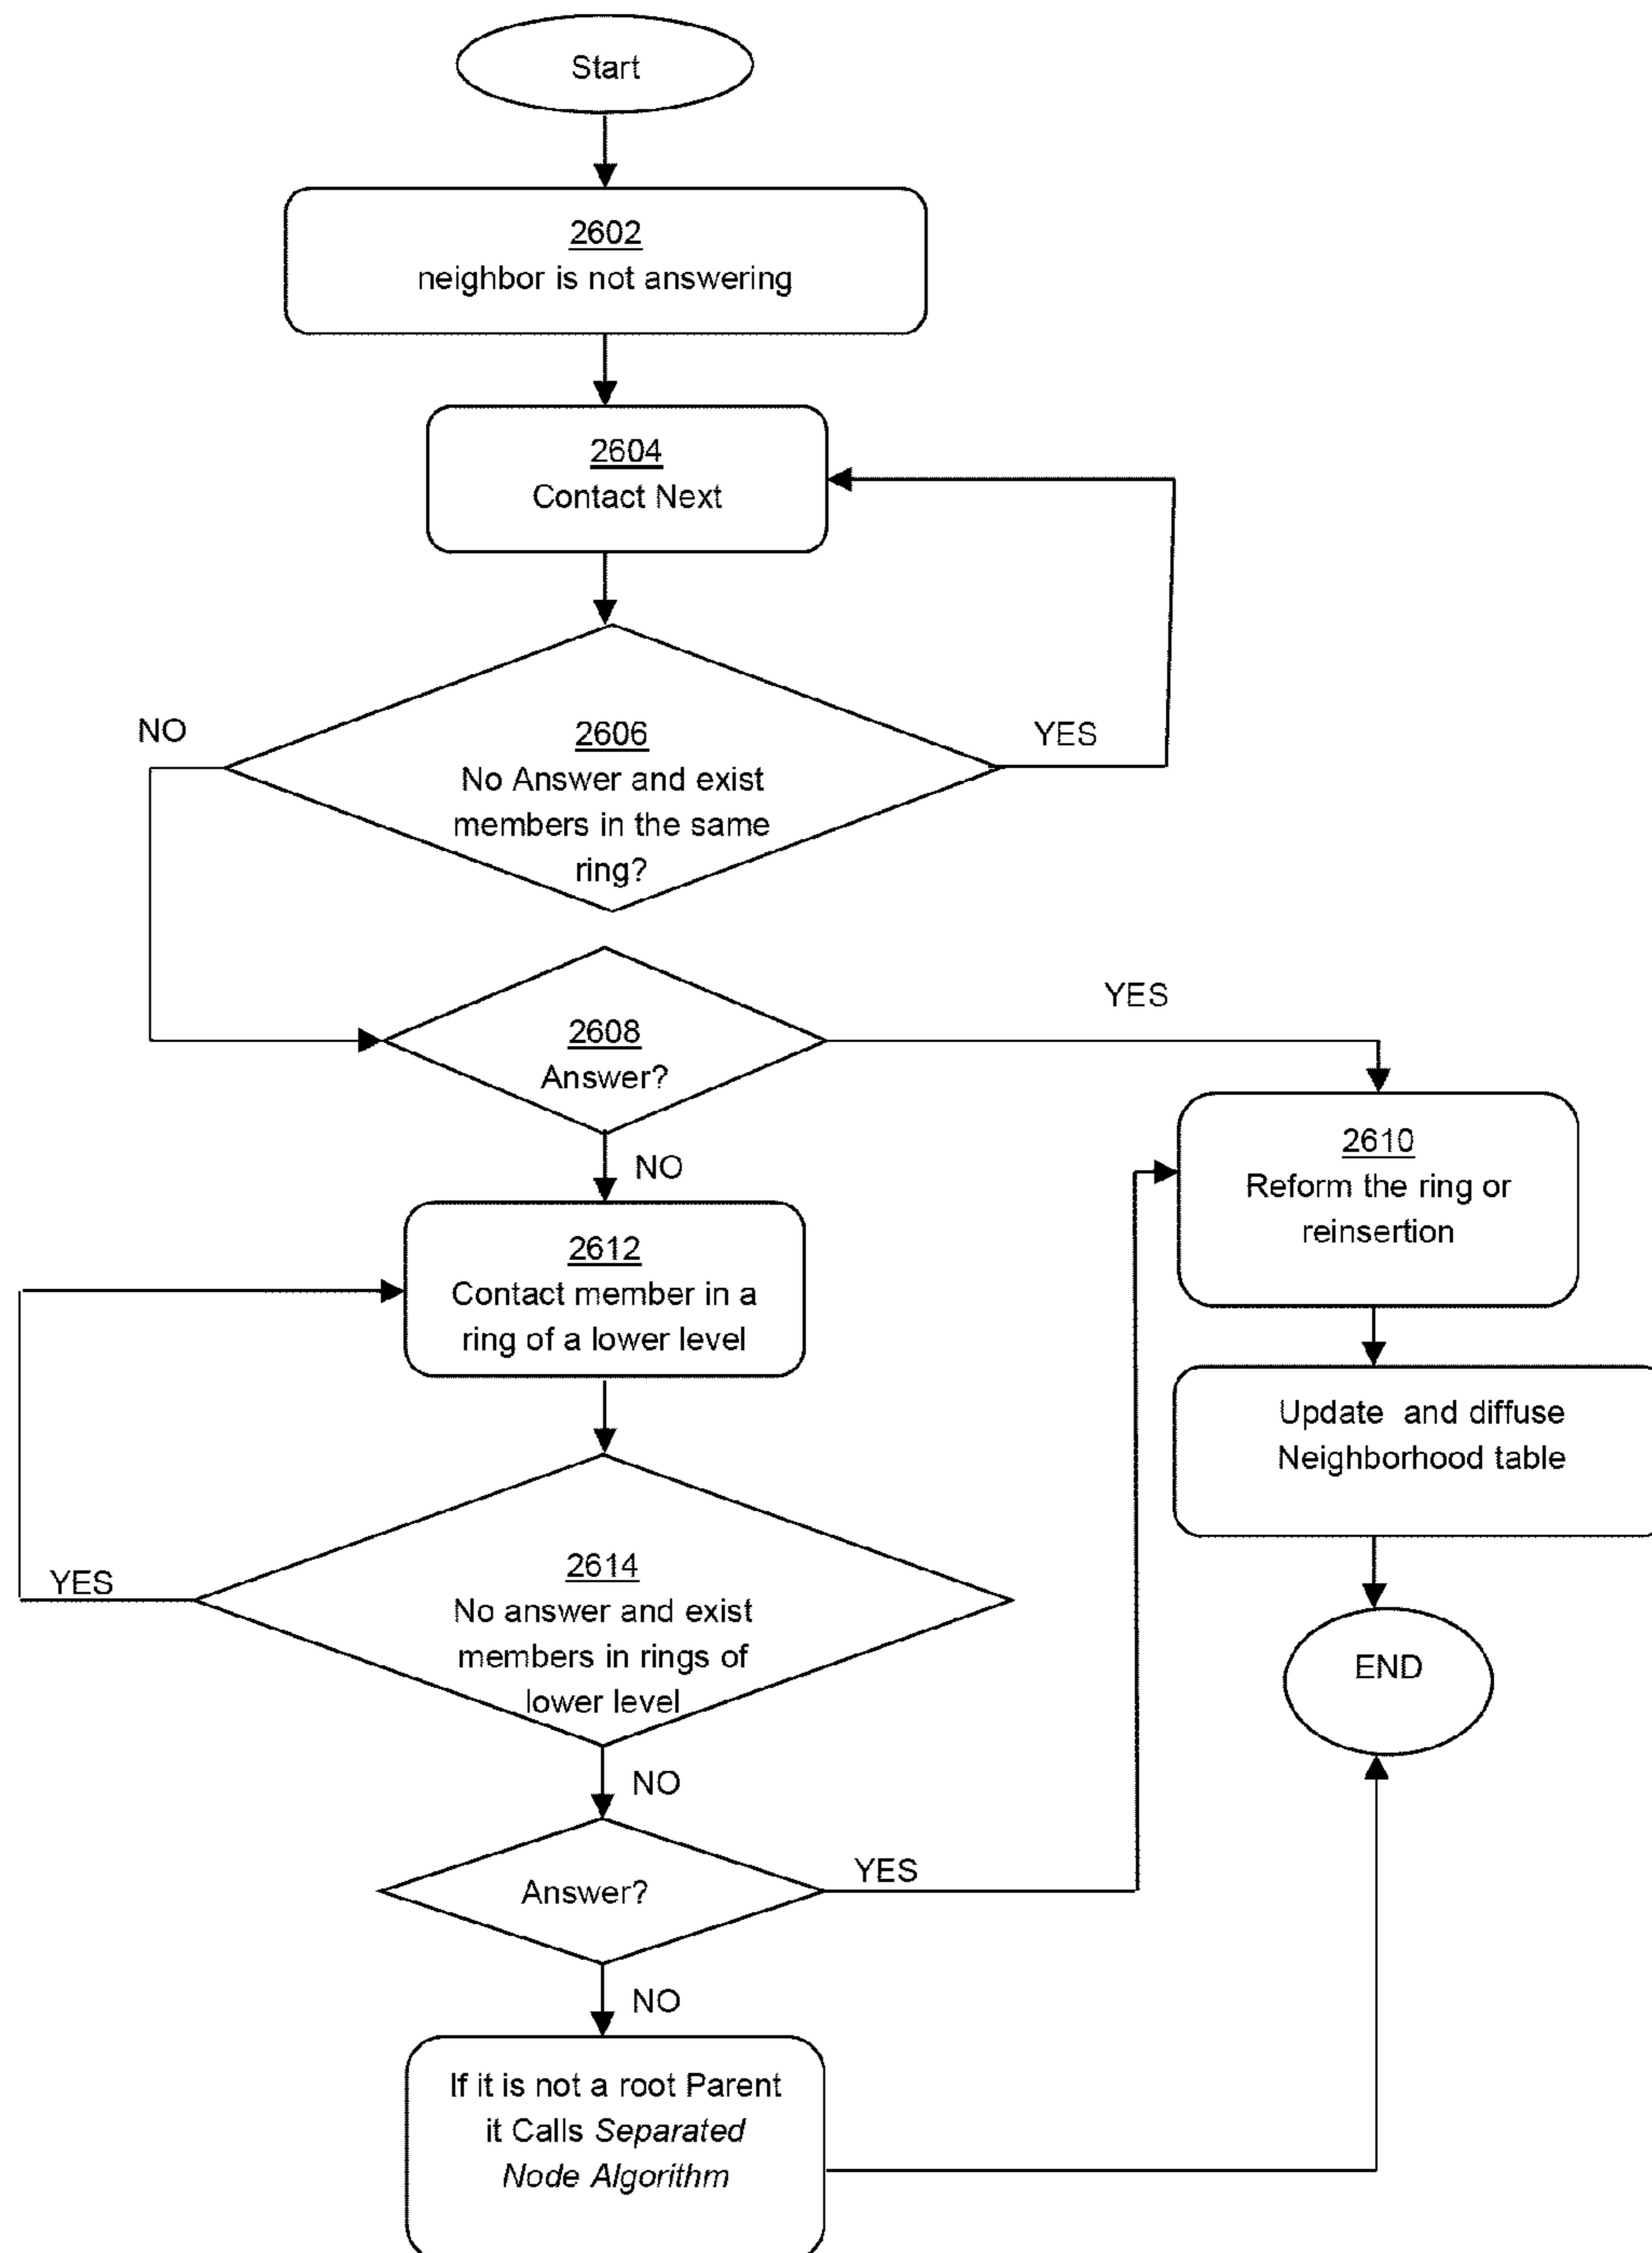 Start
2602
neighbor is not answering
2604
Contact Next
NO
2606
YES
No Answer and exist
members in the same
ring?
YES
2608
Answer?
NO
2610
Reform the ring or
reinsertion
2612
Contact member in a
ring of a lower level
Update and diffuse
Neighborhood table
YES
2614
No answer and exist
members in rings of
lower level
END
NO
Answer?
YES
NO
If it is not a root Parent
it Calls Separated
Node Algorithm